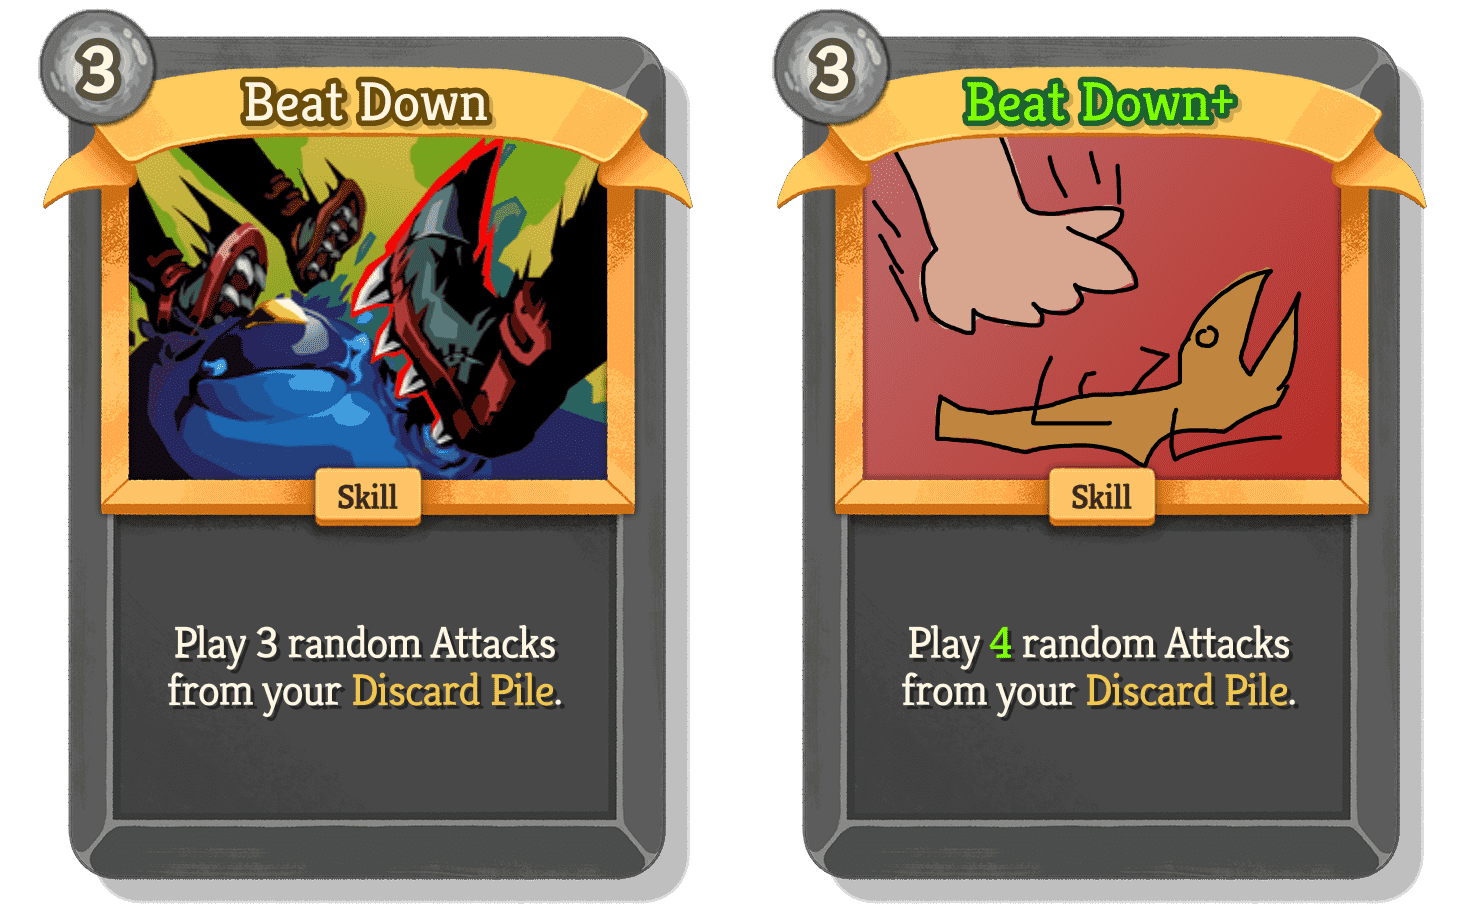 3
Beat Down
Skill
Play 3 random Attacks
from your Discard Pile.
3
Beat Down+
Skill
Play 4 random Attacks
from your Discard Pile.